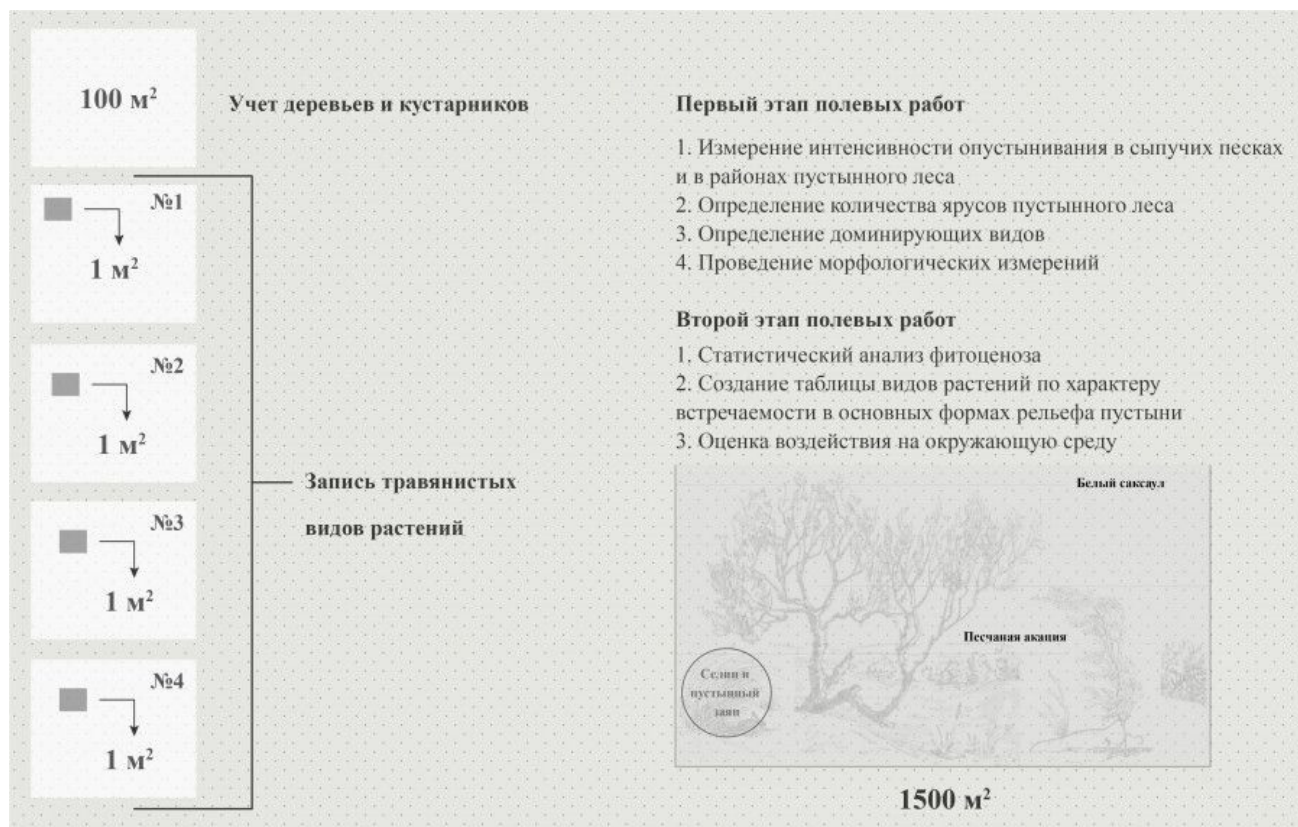 100 м²
Учет деревьев и кустарников
№1
1 м²
№2
1 м²
№3
1 м²
№4
1 м²
Запись травянистых
видов растений
Первый этап полевых работ
1. Измерение интенсивности опустынивания в сыпучих песках
и в районах пустынного леса
2. Определение количества ярусов пустынного леса
3. Определение доминирующих видов
4. Проведение морфологических измерений
Второй этап полевых работ
1. Статистический анализ фитоценоза
2. Создание таблицы видов растений по характеру
встречаемости в основных формах рельефа пустыни
3. Оценка воздействия на окружающую среду
Белый саксаул
Песчаная акация
Селин и
пустынный
заяц
1500 м²